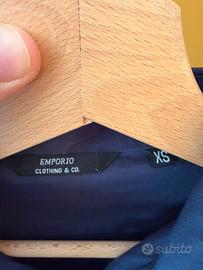 EMPORIO
CLOTHING & CO.
XS
subito